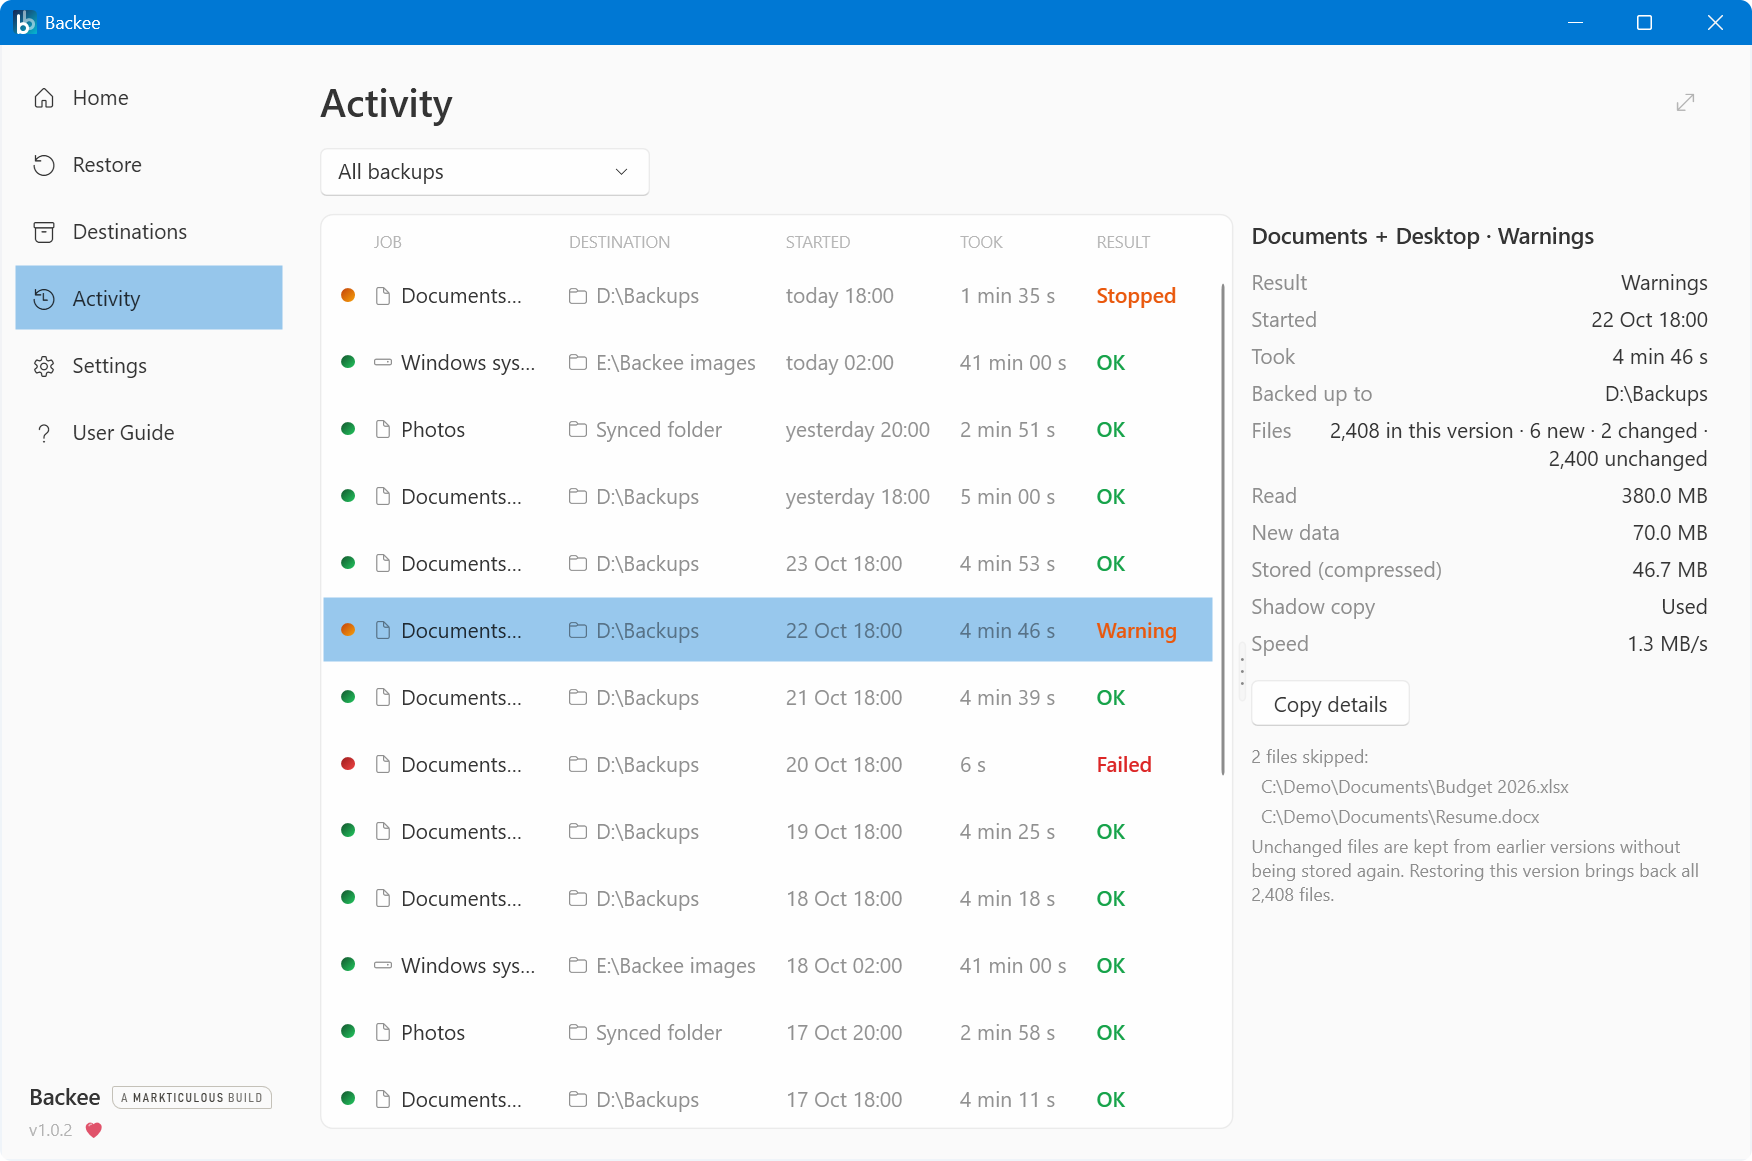 Backee
Home
Restore
Destinations
Activity
Settings
? User Guide
Backee A MARKTICULOUS BUILD
v1.0.2
Activity
All backups
JOB DESTINATION STARTED TOOK RESULT
Documents... D:\Backups today 18:00 1 min 35 s Stopped
Windows sys... E:\Backee images today 02:00 41 min 00 s OK
Photos Synced folder yesterday 20:00 2 min 51 s OK
Documents... D:\Backups yesterday 18:00 5 min 00 s OK
Documents... D:\Backups 23 Oct 18:00 4 min 53 s OK
Documents... D:\Backups 22 Oct 18:00 4 min 46 s Warning
Documents... D:\Backups 21 Oct 18:00 4 min 39 s OK
Documents... D:\Backups 20 Oct 18:00 6 s Failed
Documents... D:\Backups 19 Oct 18:00 4 min 25 s OK
Documents... D:\Backups 18 Oct 18:00 4 min 18 s OK
Windows sys... E:\Backee images 18 Oct 02:00 41 min 00 s OK
Photos Synced folder 17 Oct 20:00 2 min 58 s OK
Documents... D:\Backups 17 Oct 18:00 4 min 11 s OK
Documents + Desktop · Warnings
Result Warnings
Started 22 Oct 18:00
Took 4 min 46 s
Backed up to D:\Backups
Files 2,408 in this version · 6 new · 2 changed ·
2,400 unchanged
Read 380.0 MB
New data 70.0 MB
Stored (compressed) 46.7 MB
Shadow copy Used
Speed 1.3 MB/s
Copy details
2 files skipped:
C:\Demo\Documents\Budget 2026.xlsx
C:\Demo\Documents\Resume.docx
Unchanged files are kept from earlier versions without
being stored again. Restoring this version brings back all
2,408 files.